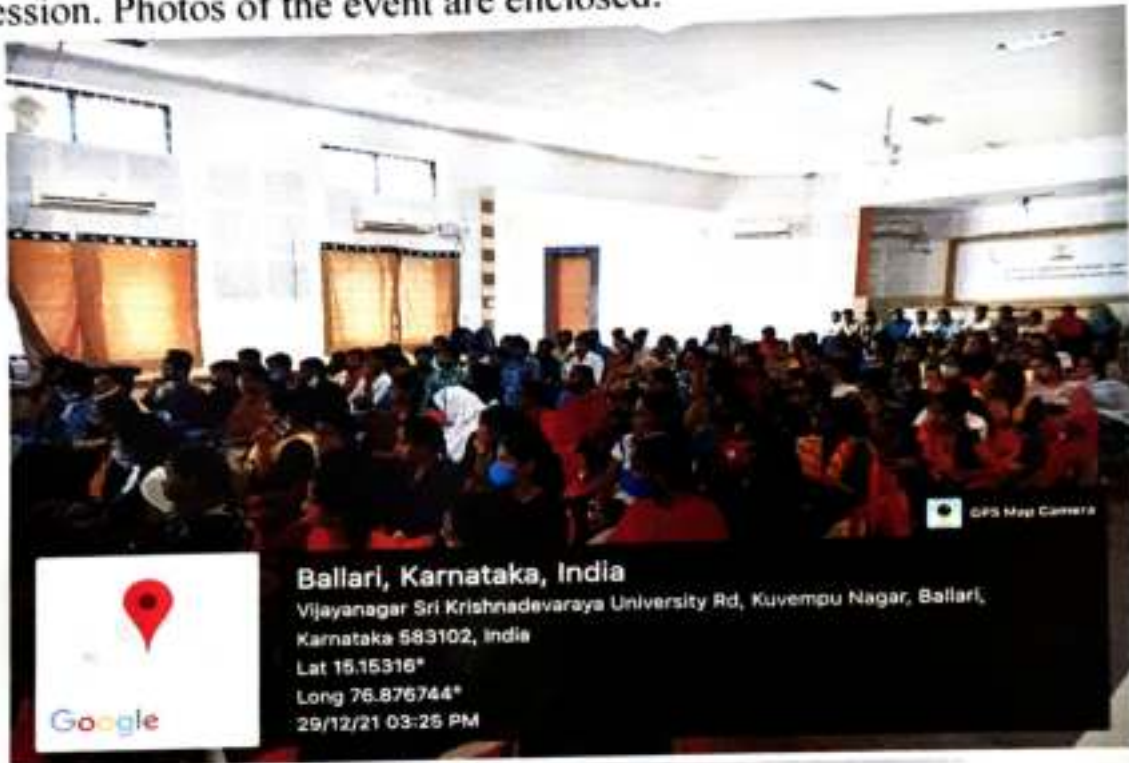 ession. Photos of the event are enclosed.
GPS Map Camera
Ballari, Karnataka, India
Vijayanagar Sri Krishnadevaraya University Rd, Kuvempu Nagar, Ballari,
Karnataka 583102, India
Lat 15.15316°
Long 76.876744°
29/12/21 03:25 PM
Google